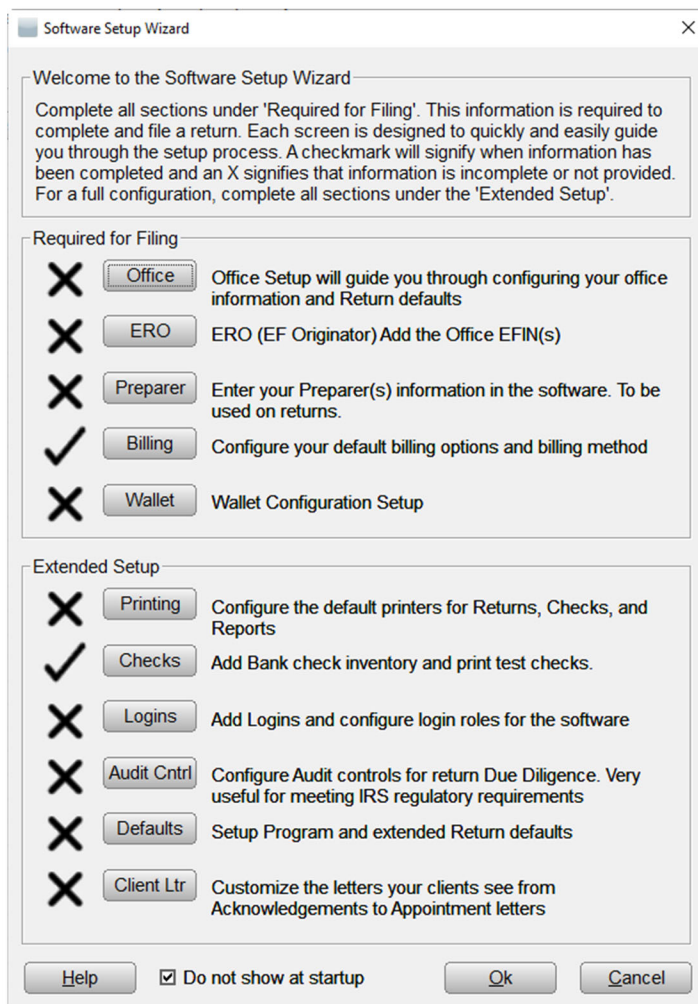 Software Setup Wizard
Welcome to the Software Setup Wizard
Complete all sections under 'Required for Filing'. This information is required to
complete and file a return. Each screen is designed to quickly and easily guide
you through the setup process. A checkmark will signify when information has
been completed and an X signifies that information is incomplete or not provided.
For a full configuration, complete all sections under the 'Extended Setup'.
Required for Filing
Office Office Setup will guide you through configuring your office
information and Return defaults
ERO ERO (EF Originator) Add the Office EFIN(s)
Preparer Enter your Preparer(s) information in the software. To be
used on returns.
Billing Configure your default billing options and billing method
Wallet Wallet Configuration Setup
Extended Setup
Printing Configure the default printers for Returns, Checks, and
Reports
Checks Add Bank check inventory and print test checks.
Logins Add Logins and configure login roles for the software
Audit Cntrl Configure Audit controls for return Due Diligence. Very
useful for meeting IRS regulatory requirements
Defaults Setup Program and extended Return defaults
Client Ltr Customize the letters your clients see from
Acknowledgements to Appointment letters
Help Do not show at startup Ok Cancel